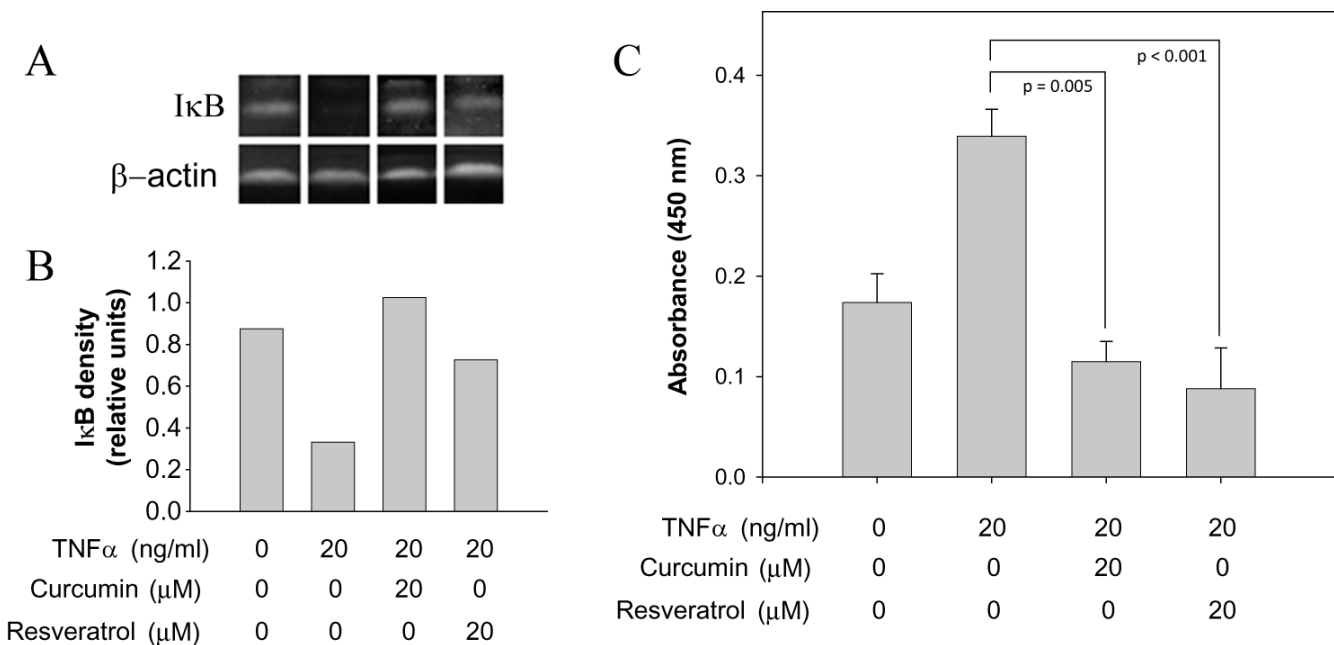 A
IκB
β–actin
B
IκB density
(relative units)
1.2
1.0
0.8
0.6
0.4
0.2
0.0
TNFα (ng/ml) 0 20 20 20
Curcumin (μM) 0 0 20 0
Resveratrol (μM) 0 0 0 20
C
Absorbance (450 nm)
0.4
0.3
0.2
0.1
0.0
p < 0.001
p = 0.005
TNFα (ng/ml) 0 20 20 20
Curcumin (μM) 0 0 20 0
Resveratrol (μM) 0 0 0 20